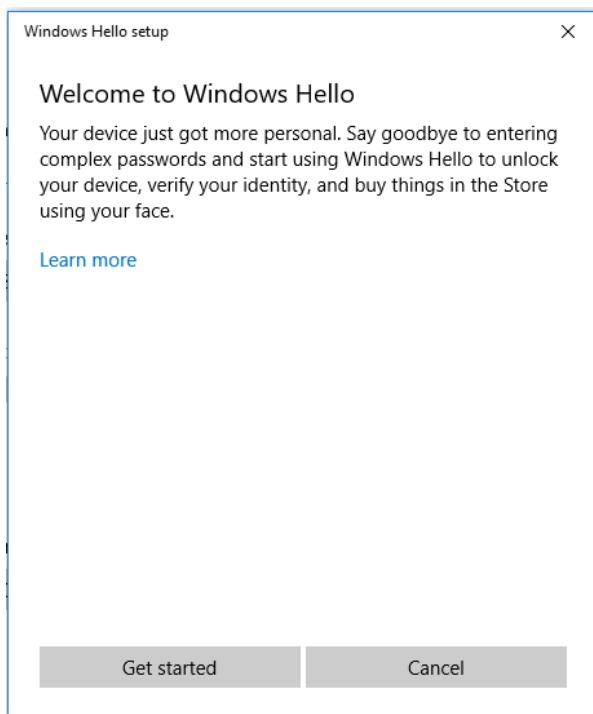 Windows Hello setup
Welcome to Windows Hello
Your device just got more personal. Say goodbye to entering
complex passwords and start using Windows Hello to unlock
your device, verify your identity, and buy things in the Store
using your face.
Learn more
Get started
Cancel